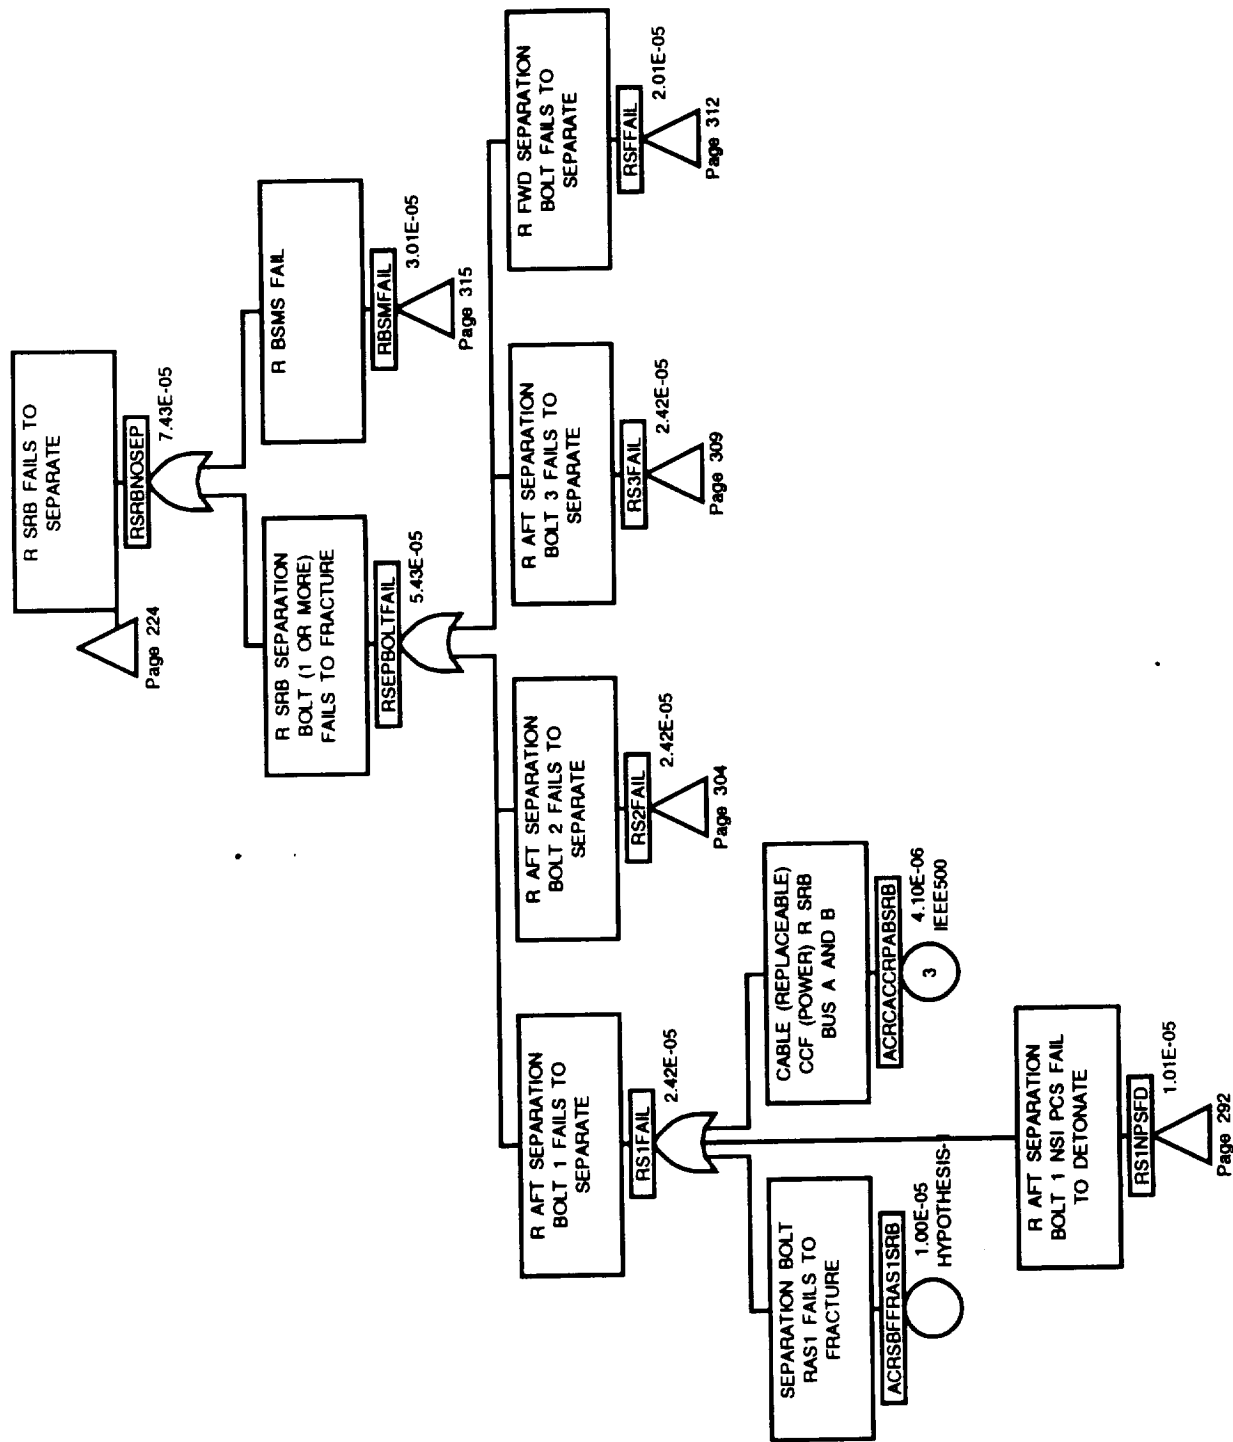 R SRB FAILS TO
SEPARATE
RSRBNOSEP
7.43E-05
Page 224
R SRB SEPARATION
BOLT (1 OR MORE)
FAILS TO FRACTURE
RSEPBOLTFAIL
5.43E-05
R BSMS FAIL
RBSMFAIL
3.01E-05
Page 315
R AFT SEPARATION
BOLT 1 FAILS TO
SEPARATE
RS1FAIL
2.42E-05
R AFT SEPARATION
BOLT 2 FAILS TO
SEPARATE
RS2FAIL
2.42E-05
Page 304
R AFT SEPARATION
BOLT 3 FAILS TO
SEPARATE
RS3FAIL
2.42E-05
Page 309
R FWD SEPARATION
BOLT FAILS TO
SEPARATE
RSFFAIL
2.01E-05
Page 312
SEPARATION BOLT
RAS1 FAILS TO
FRACTURE
ACRSBFFRAS1SRB
1.00E-05
HYPOTHESIS-
R AFT SEPARATION
BOLT 1 NSI PCS FAIL
TO DETONATE
RS1NPSFD
1.01E-05
Page 292
CABLE (REPLACEABLE)
CCF (POWER) R SRB
BUS A AND B
ACRCACCRPABSRB
4.10E-06
IEEE500
3